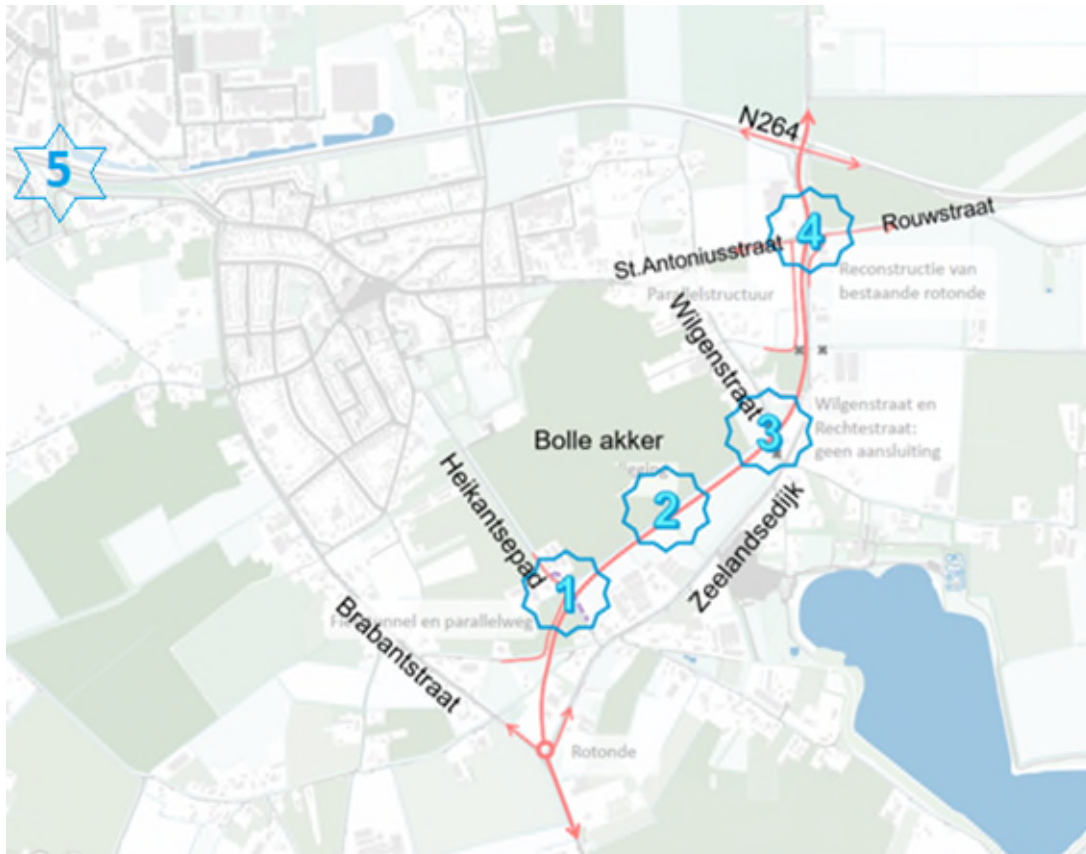 N264
5
4
Rouwstraat
St.Antoniusstraat
Reconstructie van
bestaande rotonde
Parallelstructuur
Wilgenstraat
Wilgenstraat en
Rechtestraat:
geen aansluiting
3
Bolle akker
2
Heikantsepad
Zeelandsedijk
1
en parallelweg
Brabantstraat
Rotonde